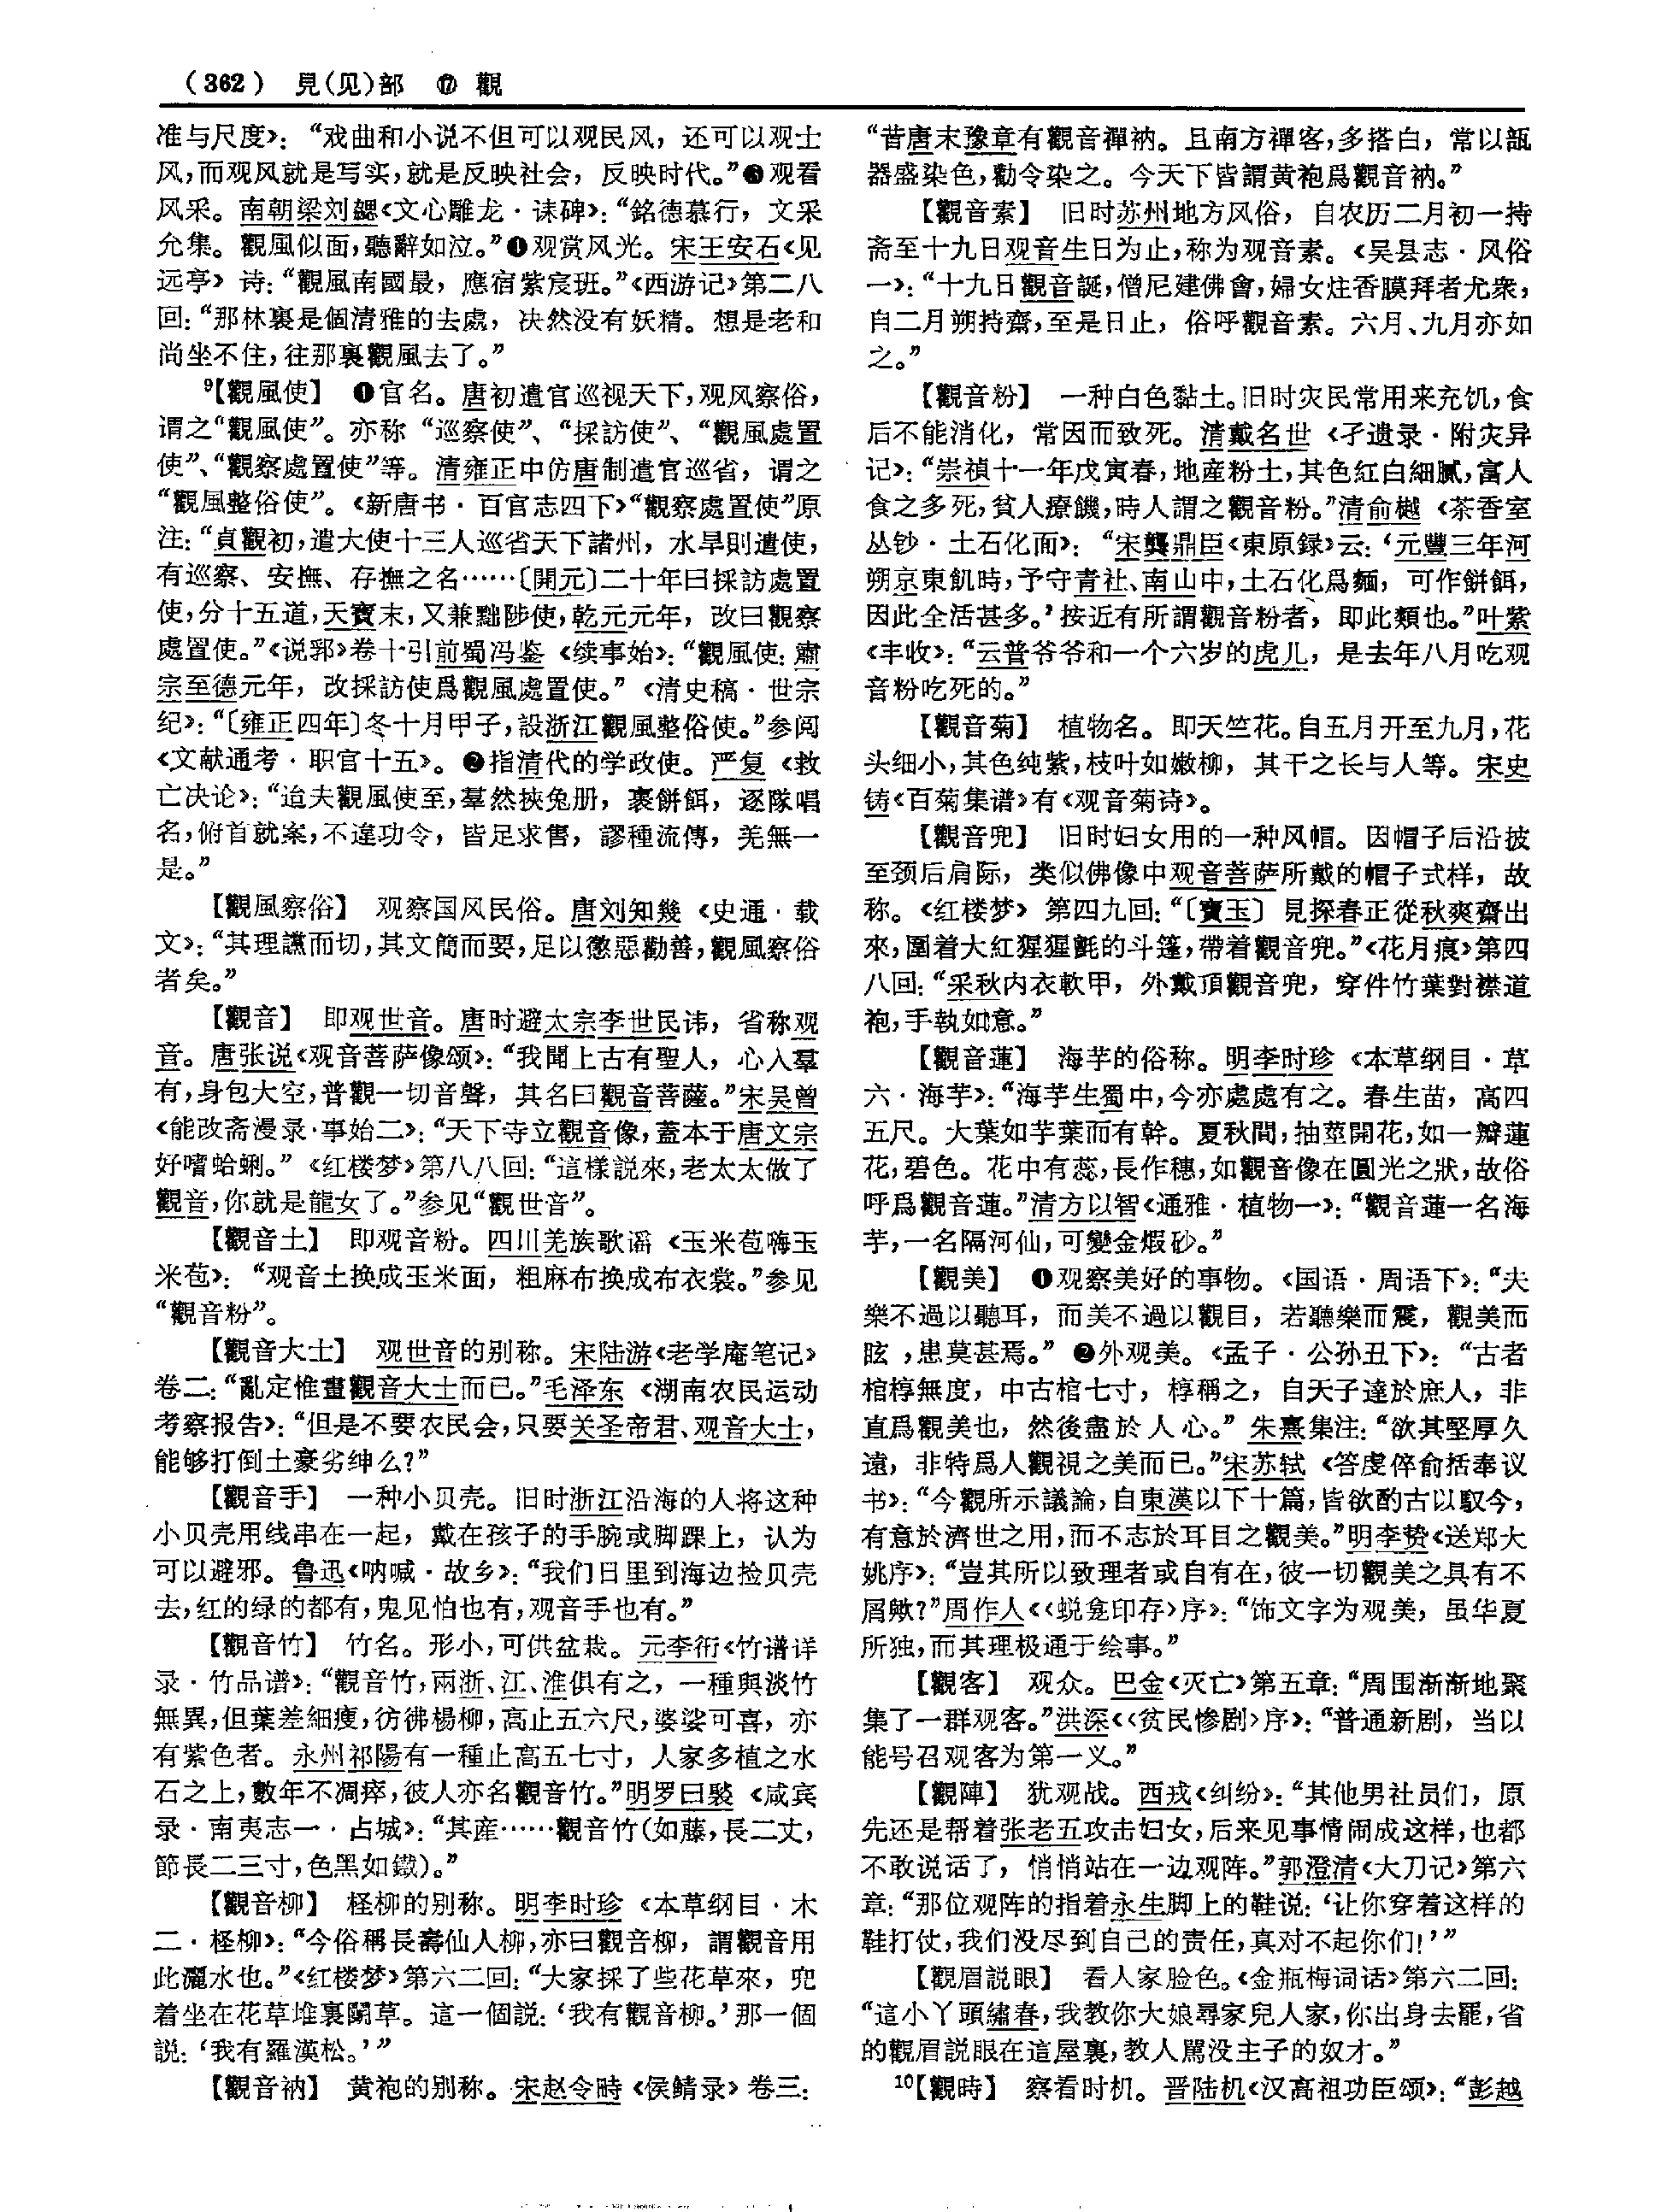 （362） 見(见)部 ⑰ 觀
准与尺度》：“戏曲和小说不但可以观民风，还可以观士
风，而观风就是写实，就是反映社会，反映时代。”❻观看
风采。南朝梁刘勰《文心雕龙·诔碑》：“銘德慕行，文采
允集。觀風似面，聽辭如泣。”❶观赏风光。宋王安石《见
远亭》诗：“觀風南國最，應宿紫宸班。”《西游记》第二八
回：“那林裏是個清雅的去處，决然没有妖精。想是老和
尚坐不住，往那裏觀風去了。”
⁹【觀風使】 ❶官名。唐初遣官巡视天下，观风察俗，
谓之“觀風使”。亦称“巡察使”、“採訪使”、“觀風處置
使”、“觀察處置使”等。清雍正中仿唐制遣官巡省，谓之
“觀風整俗使”。《新唐书·百官志四下》“觀察處置使”原
注：“貞觀初，遣大使十三人巡省天下諸州，水旱則遣使，
有巡察、安撫、存撫之名……〔開元〕二十年曰採訪處置
使，分十五道，天寶末，又兼黜陟使，乾元元年，改曰觀察
處置使。”《说郛》卷十引前蜀冯鉴《续事始》：“觀風使：肅
宗至德元年，改採訪使爲觀風處置使。”《清史稿·世宗
纪》：“〔雍正四年〕冬十月甲子，設浙江觀風整俗使。”参阅
《文献通考·职官十五》。❷指清代的学政使。严复《救
亡决论》：“迨夫觀風使至，羣然挾兔册，裹餅餌，逐隊唱
名，俯首就案，不違功令，皆足求售，謬種流傳，羌無一
是。”
【觀風察俗】 观察国风民俗。唐刘知幾《史通·载
文》：“其理讜而切，其文簡而要，足以懲惡勸善，觀風察俗
者矣。”
【觀音】 即观世音。唐时避太宗李世民讳，省称观
音。唐张说《观音菩萨像颂》：“我聞上古有聖人，心入羣
有，身包大空，普觀一切音聲，其名曰觀音菩薩。”宋吴曾
《能改斋漫录·事始二》：“天下寺立觀音像，蓋本于唐文宗
好嗜蛤蜊。”《红楼梦》第八八回：“這樣説來，老太太做了
觀音，你就是龍女了。”参见“觀世音”。
【觀音土】 即观音粉。四川羌族歌谣《玉米苞嗨玉
米苞》：“观音土换成玉米面，粗麻布换成布衣裳。”参见
“觀音粉”。
【觀音大士】 观世音的别称。宋陆游《老学庵笔记》
卷二：“亂定惟畫觀音大士而已。”毛泽东《湖南农民运动
考察报告》：“但是不要农民会，只要关圣帝君、观音大士，
能够打倒土豪劣绅么？”
【觀音手】 一种小贝壳。旧时浙江沿海的人将这种
小贝壳用线串在一起，戴在孩子的手腕或脚踝上，认为
可以避邪。鲁迅《呐喊·故乡》：“我们日里到海边捡贝壳
去，红的绿的都有，鬼见怕也有，观音手也有。”
【觀音竹】 竹名。形小，可供盆栽。元李衎《竹谱详
录·竹品谱》：“觀音竹，兩浙、江、淮俱有之，一種與淡竹
無異，但葉差細瘦，彷彿楊柳，高止五六尺，婆娑可喜，亦
有紫色者。永州祁陽有一種止高五七寸，人家多植之水
石之上，數年不凋瘁，彼人亦名觀音竹。”明罗曰褧《咸宾
录·南夷志一·占城》：“其産……觀音竹（如藤，長二丈，
節長二三寸，色黑如鐵）。”
【觀音柳】 柽柳的别称。明李时珍《本草纲目·木
二·柽柳》：“今俗稱長壽仙人柳，亦曰觀音柳，謂觀音用
此灑水也。”《红楼梦》第六二回：“大家採了些花草來，兜
着坐在花草堆裏鬭草。這一個説：‘我有觀音柳。’那一個
説：‘我有羅漢松。’”
【觀音衲】 黄袍的别称。宋赵令畤《侯鲭录》卷三：
“昔唐末豫章有觀音禪衲。且南方禪客，多搭白，常以瓿
器盛染色，勸令染之。今天下皆謂黄袍爲觀音衲。”
【觀音素】 旧时苏州地方风俗，自农历二月初一持
斋至十九日观音生日为止，称为观音素。《吴县志·风俗
一》：“十九日觀音誕，僧尼建佛會，婦女炷香膜拜者尤衆，
自二月朔持齋，至是日止，俗呼觀音素。六月、九月亦如
之。”
【觀音粉】 一种白色黏土。旧时灾民常用来充饥，食
后不能消化，常因而致死。清戴名世《孑遗录·附灾异
记》：“崇禎十一年戊寅春，地産粉土，其色紅白細膩，富人
食之多死，貧人療饑，時人謂之觀音粉。”清俞樾《茶香室
丛钞·土石化面》：“宋龔鼎臣《東原録》云：‘元豐三年河
朔京東飢時，予守青社、南山中，土石化爲麵，可作餅餌，
因此全活甚多。’按近有所謂觀音粉者，即此類也。”叶紫
《丰收》：“云普爷爷和一个六岁的虎儿，是去年八月吃观
音粉吃死的。”
【觀音菊】 植物名。即天竺花。自五月开至九月，花
头细小，其色纯紫，枝叶如嫩柳，其干之长与人等。宋史
铸《百菊集谱》有《观音菊诗》。
【觀音兜】 旧时妇女用的一种风帽。因帽子后沿披
至颈后肩际，类似佛像中观音菩萨所戴的帽子式样，故
称。《红楼梦》第四九回：“〔寶玉〕見探春正從秋爽齋出
來，圍着大紅猩猩氈的斗篷，帶着觀音兜。”《花月痕》第四
八回：“采秋内衣軟甲，外戴頂觀音兜，穿件竹葉對襟道
袍，手執如意。”
【觀音蓮】 海芋的俗称。明李时珍《本草纲目·草
六·海芋》：“海芋生蜀中，今亦處處有之。春生苗，高四
五尺。大葉如芋葉而有幹。夏秋間，抽莖開花，如一瓣蓮
花，碧色。花中有蕊，長作穗，如觀音像在圓光之狀，故俗
呼爲觀音蓮。”清方以智《通雅·植物一》：“觀音蓮一名海
芋，一名隔河仙，可變金煅砂。”
【觀美】 ❶观察美好的事物。《国语·周语下》：“夫
樂不過以聽耳，而美不過以觀目，若聽樂而震，觀美而
眩，患莫甚焉。”❷外观美。《孟子·公孙丑下》：“古者
棺椁無度，中古棺七寸，椁稱之，自天子達於庶人，非
直爲觀美也，然後盡於人心。”朱熹集注：“欲其堅厚久
遠，非特爲人觀視之美而已。”宋苏轼《答虔倅俞括奉议
书》：“今觀所示議論，自東漢以下十篇，皆欲酌古以馭今，
有意於濟世之用，而不志於耳目之觀美。”明李贽《送郑大
姚序》：“豈其所以致理者或自有在，彼一切觀美之具有不
屑歟？”周作人《〈蜕龛印存〉序》：“饰文字为观美，虽华夏
所独，而其理极通于绘事。”
【觀客】 观众。巴金《灭亡》第五章：“周围渐渐地聚
集了一群观客。”洪深《〈贫民惨剧〉序》：“普通新剧，当以
能号召观客为第一义。”
【觀陣】 犹观战。西戎《纠纷》：“其他男社员们，原
先还是帮着张老五攻击妇女，后来见事情闹成这样，也都
不敢说话了，悄悄站在一边观阵。”郭澄清《大刀记》第六
章：“那位观阵的指着永生脚上的鞋说：‘让你穿着这样的
鞋打仗，我们没尽到自己的责任，真对不起你们！’”
【觀眉説眼】 看人家脸色。《金瓶梅词话》第六二回：
“這小丫頭繡春，我教你大娘尋家兒人家，你出身去罷，省
的觀眉説眼在這屋裏，教人駡没主子的奴才。”
¹⁰【觀時】 察看时机。晋陆机《汉高祖功臣颂》：“彭越